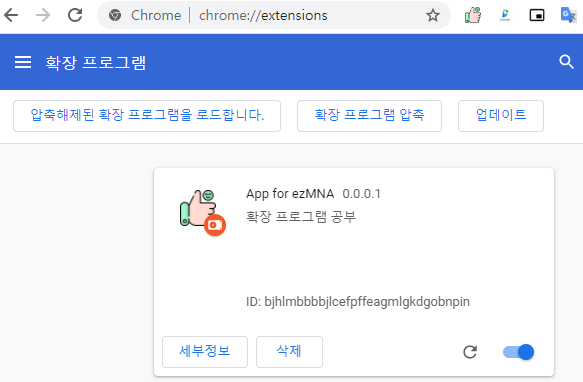 Chrome | chrome://extensions
확장 프로그램
압축해제된 확장 프로그램을 로드합니다.
확장 프로그램 압축
업데이트
App for ezMNA 0.0.0.1
확장 프로그램 공부
ID: bjhlmbbbbjlcefpffeagmlgkdgobnpin
세부정보
삭제